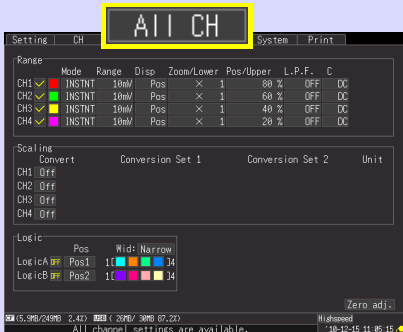 All CH
Setting CH System Print
Range
Mode Range Disp Zoom/Lower Pos/Upper L.P.F. C
CH1 INSTNT 10mV Pos × 1 80 % OFF DC
CH2 INSTNT 10mV Pos × 1 60 % OFF DC
CH3 INSTNT 10mV Pos × 1 40 % OFF DC
CH4 INSTNT 10mV Pos × 1 20 % OFF DC
Scaling
Convert Conversion Set 1 Conversion Set 2 Unit
CH1 Off
CH2 Off
CH3 Off
CH4 Off
Logic
Pos Wid: Narrow
LogicA OFF Pos1 1[ ]4
LogicB OFF Pos2 1[ ]4
Zero adj.
CF (5.9MB/249MB 2.4%) USED ( 26MB/ 30MB 87.2%) Highspeed
All channel settings are available. '10-12-15 11:05:15